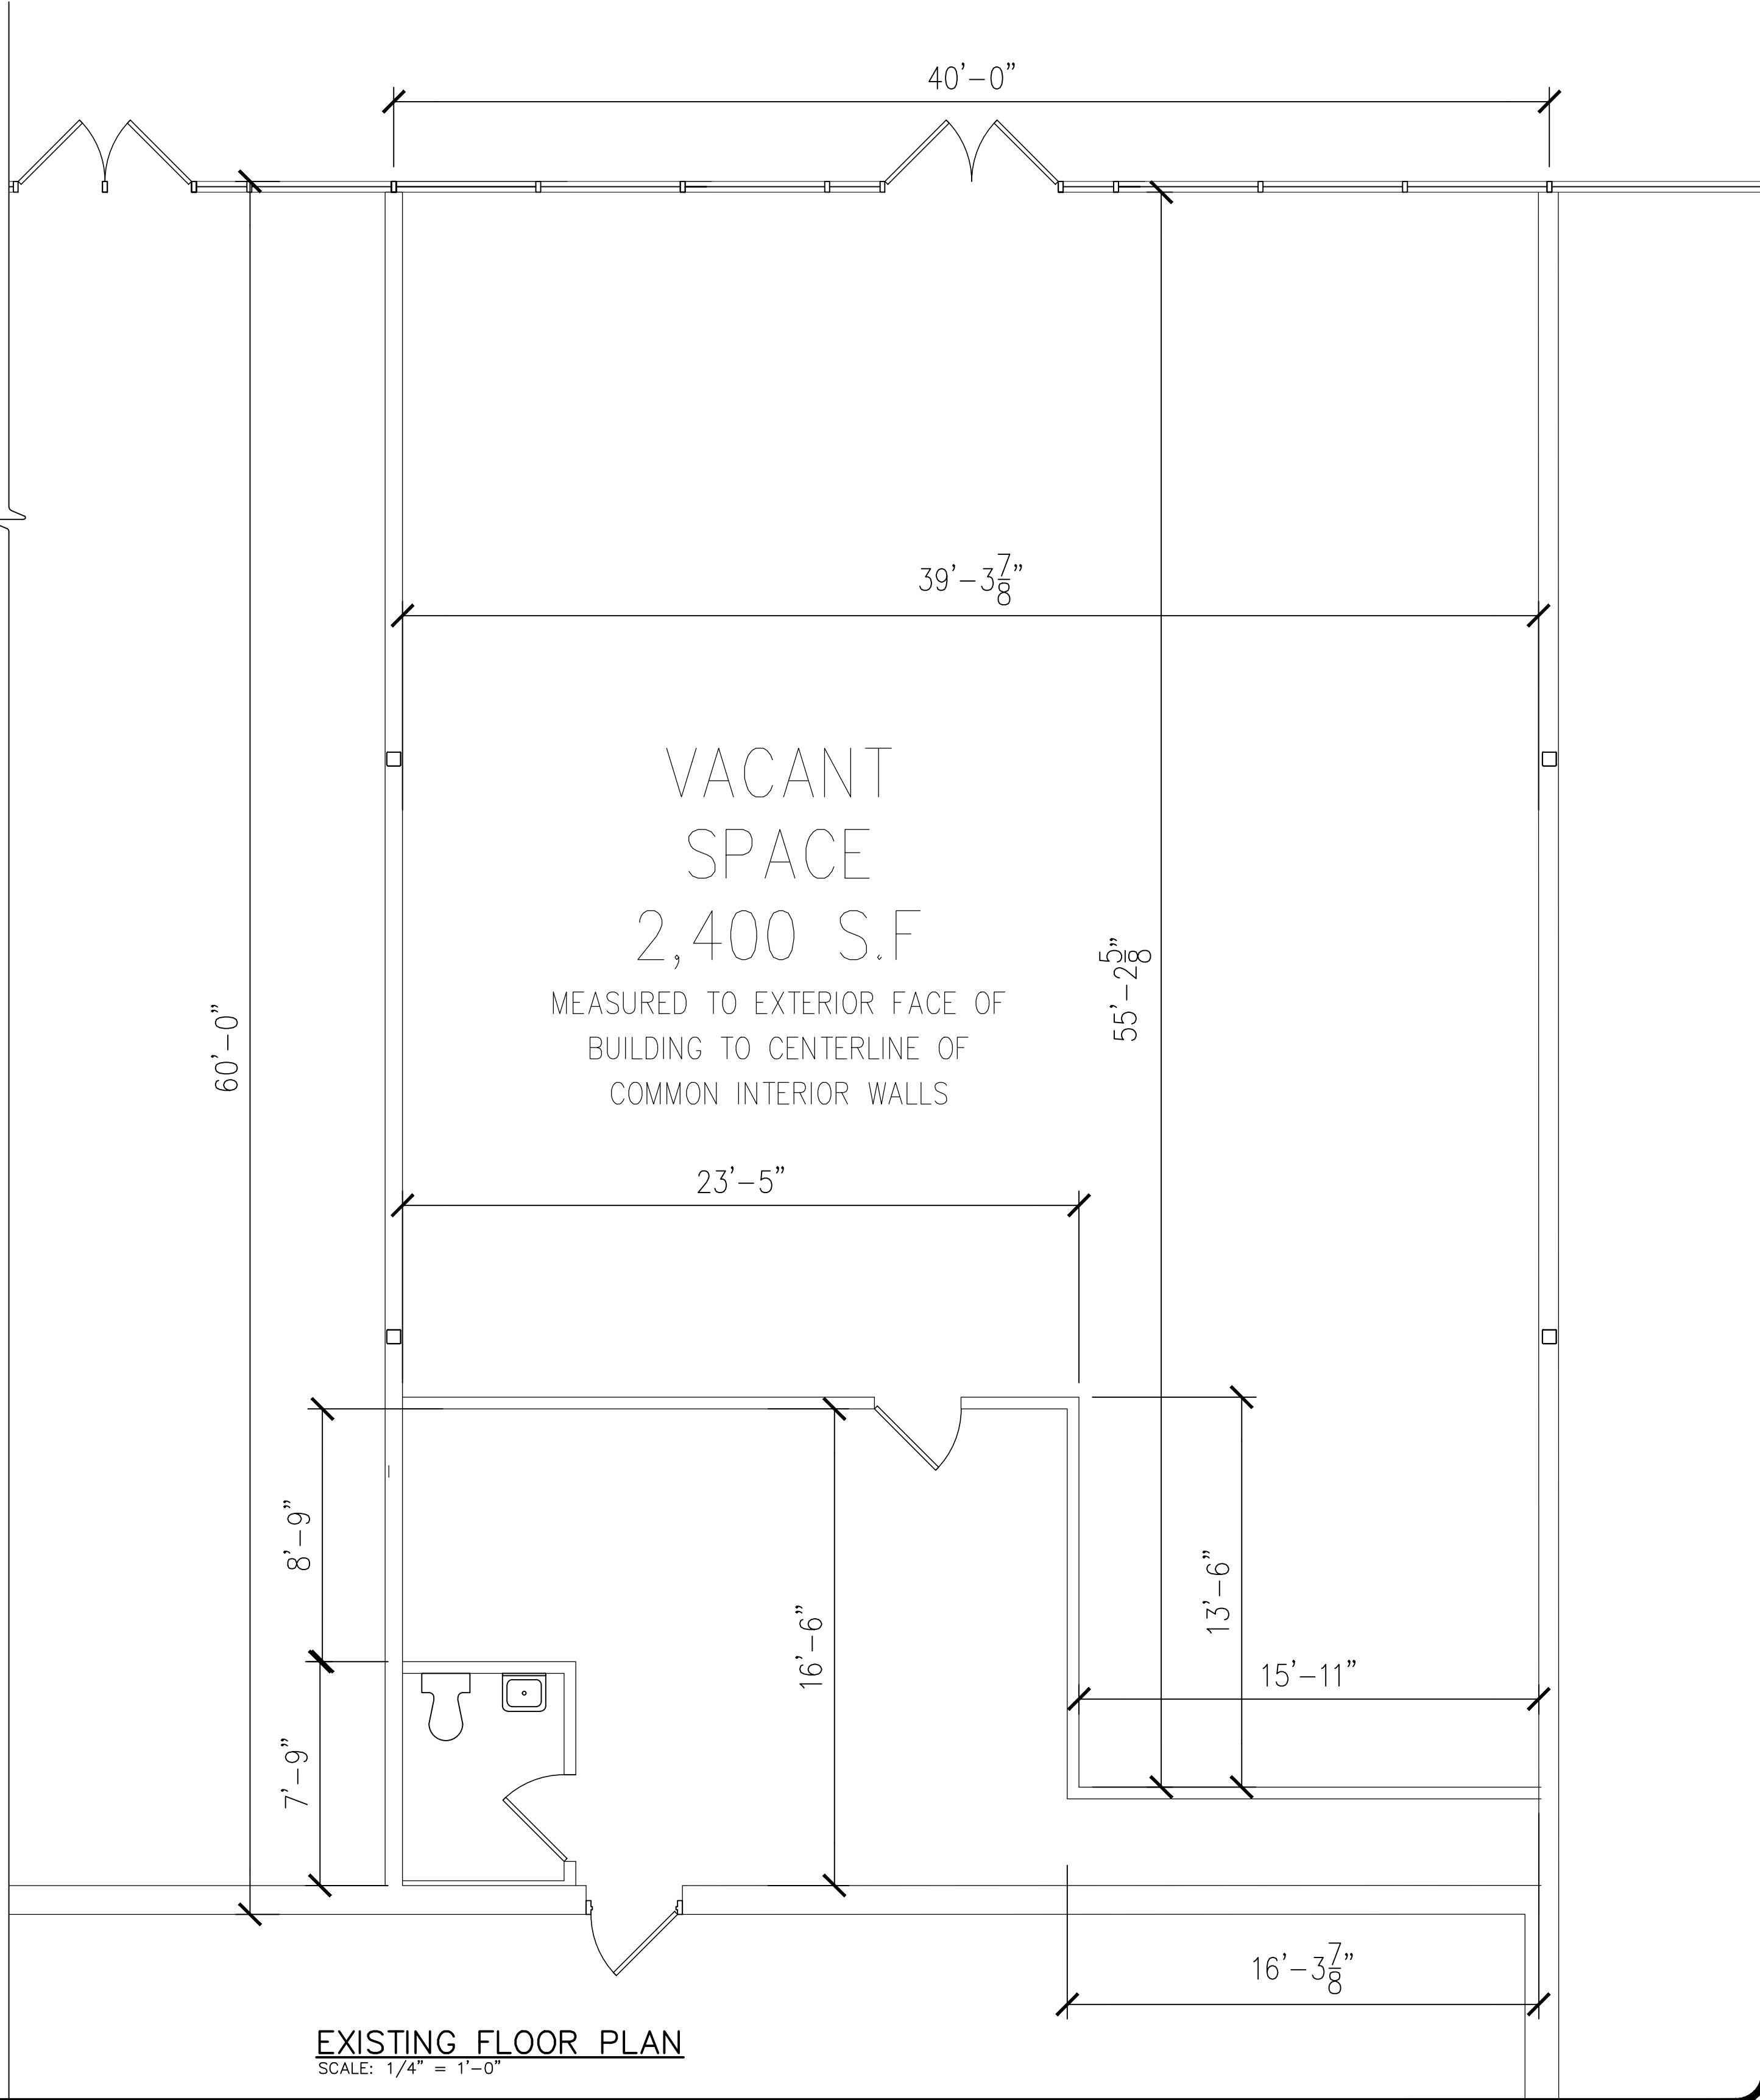 40'-0"
39'-3 7/8"
VACANT
SPACE
2,400 S.F
MEASURED TO EXTERIOR FACE OF
BUILDING TO CENTERLINE OF
COMMON INTERIOR WALLS
55'-2 5/8"
60'-0"
23'-5"
8'-9"
16'-6"
13'-6"
15'-11"
7'-9"
16'-3 7/8"
EXISTING FLOOR PLAN
SCALE: 1/4" = 1'-0"